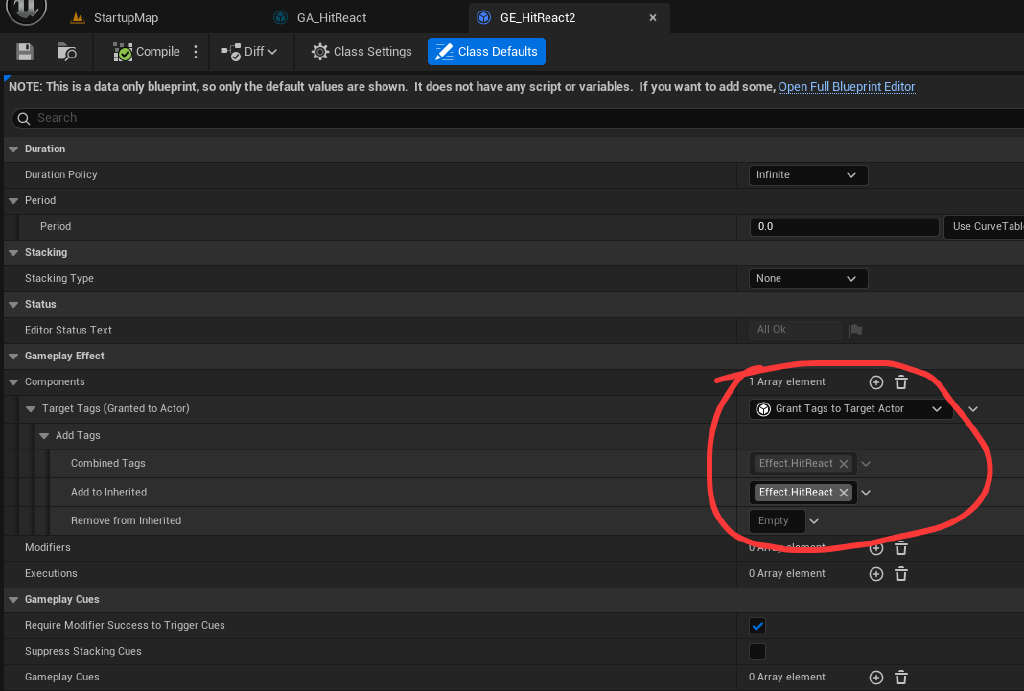 StartupMap GA_HitReact GE_HitReact2
Compile Diff Class Settings Class Defaults
NOTE: This is a data only blueprint, so only the default values are shown. It does not have any script or variables. If you want to add some, Open Full Blueprint Editor
Search
Duration
Duration Policy Infinite
Period
Period 0.0 Use CurveTabl
Stacking
Stacking Type None
Status
Editor Status Text All Ok
Gameplay Effect
Components 1 Array element
Target Tags (Granted to Actor) Grant Tags to Target Actor
Add Tags
Combined Tags Effect.HitReact
Add to Inherited Effect.HitReact
Remove from Inherited Empty
Modifiers 0 Array element
Executions 0 Array element
Gameplay Cues
Require Modifier Success to Trigger Cues
Suppress Stacking Cues
Gameplay Cues 0 Array element